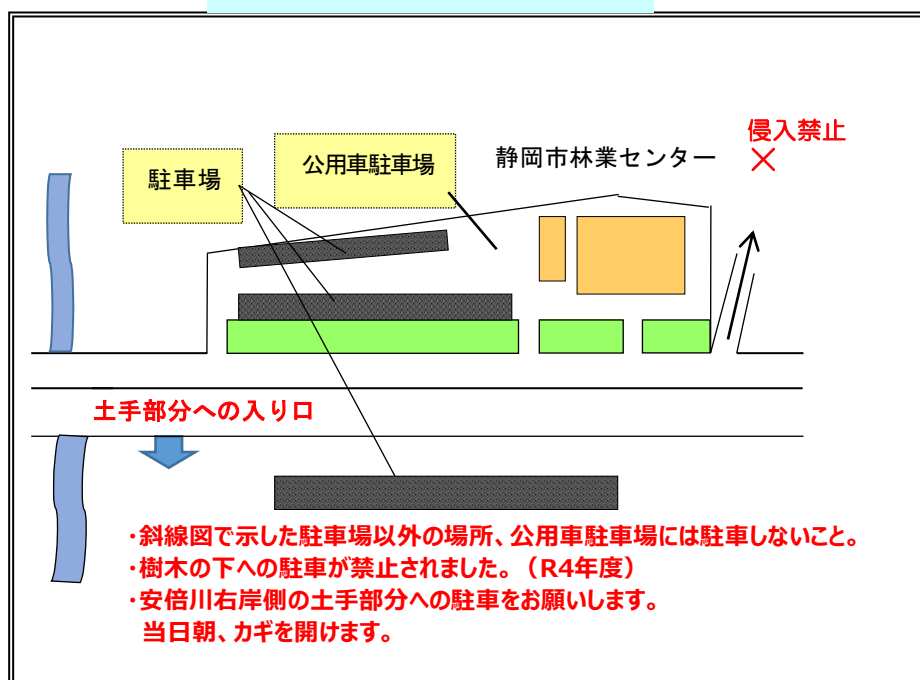 侵入禁止
静岡市林業センター
公用車駐車場
駐車場
土手部分への入り口
・斜線図で示した駐車場以外の場所、公用車駐車場には駐車しないこと。
・樹木の下への駐車が禁止されました。（R4年度）
・安倍川右岸側の土手部分への駐車をお願いします。
当日朝、カギを開けます。